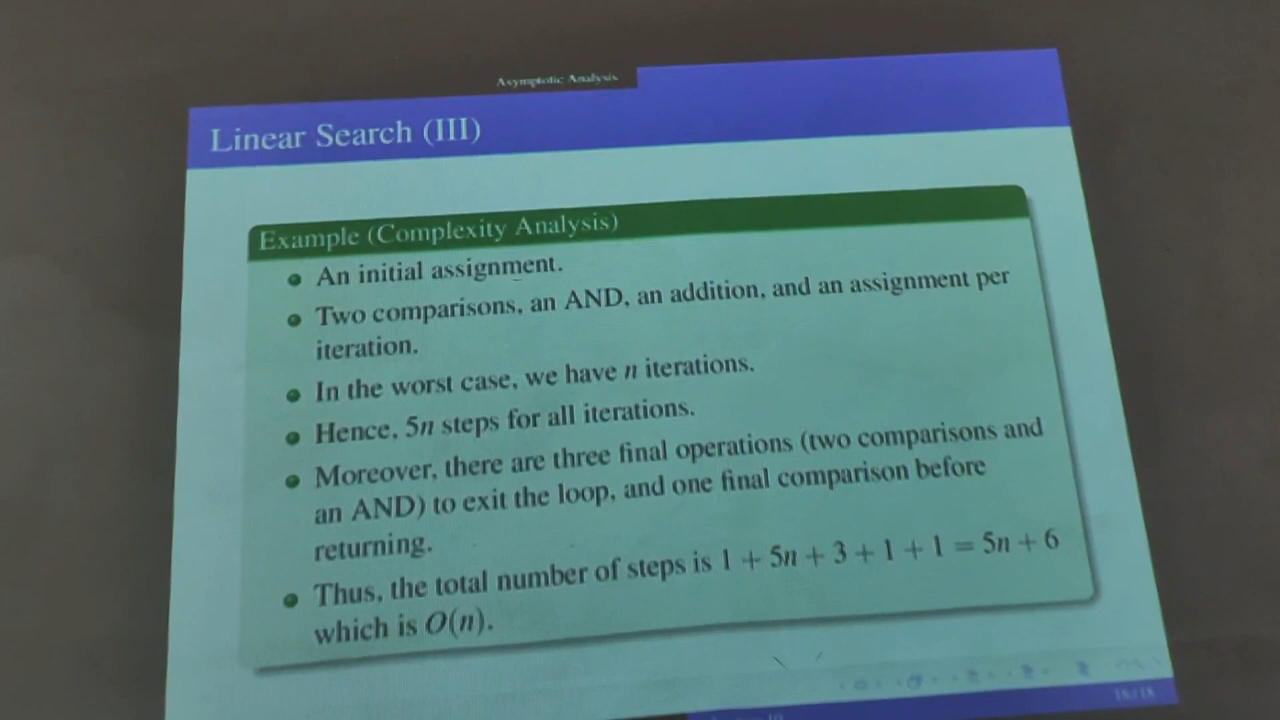 Asymptotic Analysis
Linear Search (III)
Example (Complexity Analysis)
An initial assignment.
Two comparisons, an AND, an addition, and an assignment per
iteration.
In the worst case, we have n iterations.
Hence, 5n steps for all iterations.
Moreover, there are three final operations (two comparisons and
an AND) to exit the loop, and one final comparison before
returning.
Thus, the total number of steps is 1 + 5n + 3 + 1 + 1 = 5n + 6
which is O(n).